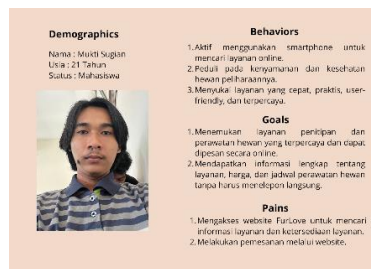 Demographics
Nama : Mukti Sugian
Usia : 21 Tahun
Status : Mahasiswa
Behaviors
1. Aktif menggunakan smartphone untuk
mencari layanan online.
2. Peduli pada kenyamanan dan kesehatan
hewan peliharaannya.
3. Menyukai layanan yang cepat, praktis, user-
friendly, dan terpercaya.
Goals
1. Menemukan layanan penitipan dan
perawatan hewan yang terpercaya dan dapat
dipesan secara online.
2. Mendapatkan informasi lengkap tentang
layanan, harga, dan jadwal perawatan hewan
tanpa harus menelepon langsung.
Pains
1. Mengakses website FurLove untuk mencari
informasi layanan dan ketersediaan layanan.
2. Melakukan pemesanan melalui website.